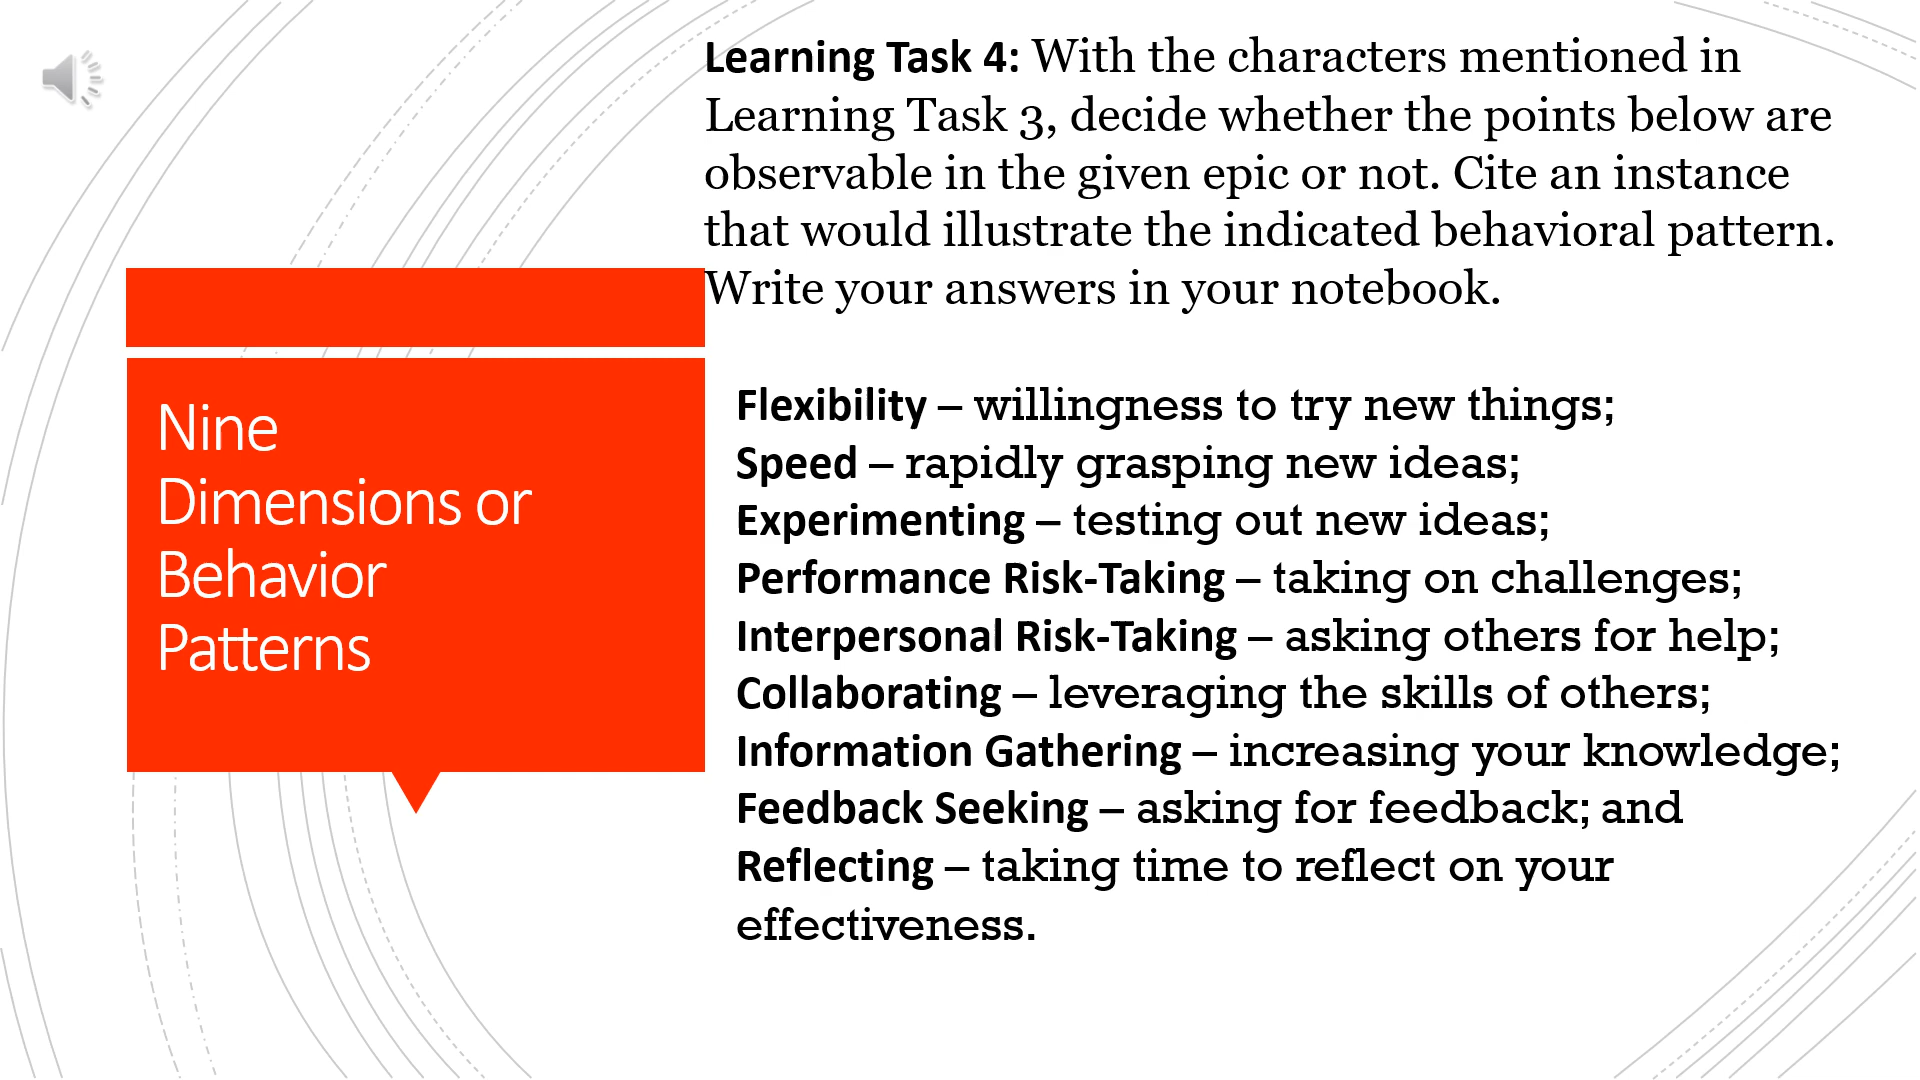 Learning Task 4: With the characters mentioned in
Learning Task 3, decide whether the points below are
observable in the given epic or not. Cite an instance
that would illustrate the indicated behavioral pattern.
Write your answers in your notebook.
Nine
Dimensions or
Behavior
Patterns
Flexibility – willingness to try new things;
Speed – rapidly grasping new ideas;
Experimenting – testing out new ideas;
Performance Risk-Taking – taking on challenges;
Interpersonal Risk-Taking – asking others for help;
Collaborating – leveraging the skills of others;
Information Gathering – increasing your knowledge;
Feedback Seeking – asking for feedback; and
Reflecting – taking time to reflect on your
effectiveness.